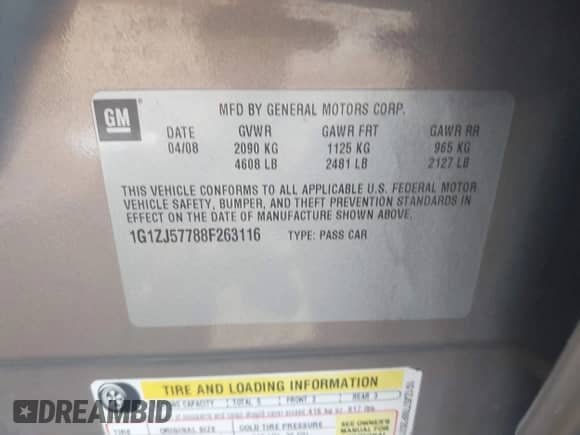 GM MFD BY GENERAL MOTORS CORP.
DATE GVWR GAWR FRT GAWR RR
04/08 2090 KG 1125 KG 965 KG
4608 LB 2481 LB 2127 LB
THIS VEHICLE CONFORMS TO ALL APPLICABLE U.S. FEDERAL MOTOR
VEHICLE SAFETY, BUMPER, AND THEFT PREVENTION STANDARDS IN
EFFECT ON THE DATE OF MANUFACTURE SHOWN ABOVE.
1G1ZJ57788F263116 TYPE: PASS CAR
TIRE AND LOADING INFORMATION
CAPACITY TOTAL 5 FRONT 2 REAR 3
TIRE ORIGINAL SIZE COLD TIRE PRESSURE SEE OWNER'S
DREAMBID